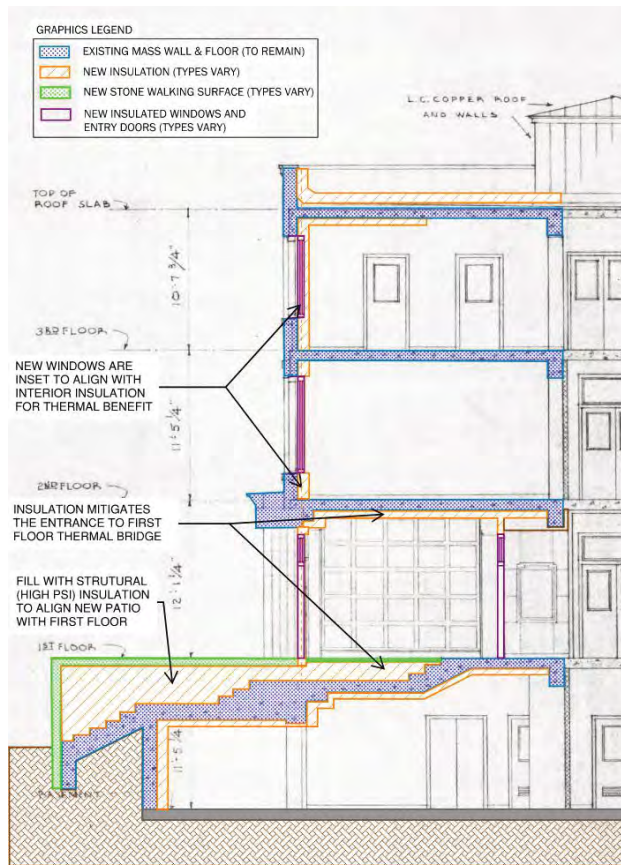 GRAPHICS LEGEND
EXISTING MASS WALL & FLOOR (TO REMAIN)
NEW INSULATION (TYPES VARY)
NEW STONE WALKING SURFACE (TYPES VARY)
NEW INSULATED WINDOWS AND
ENTRY DOORS (TYPES VARY)
L.C. COPPER ROOF
AND WALLS
TOP OF
ROOF SLAB
10'-7 3/4"
3RD FLOOR
NEW WINDOWS ARE
INSET TO ALIGN WITH
INTERIOR INSULATION
FOR THERMAL BENEFIT
11'-5 1/4"
2ND FLOOR
INSULATION MITIGATES
THE ENTRANCE TO FIRST
FLOOR THERMAL BRIDGE
12'-1 1/4"
FILL WITH STRUTURAL
(HIGH PSI) INSULATION
TO ALIGN NEW PATIO
WITH FIRST FLOOR
1ST FLOOR
11'-5 1/4"